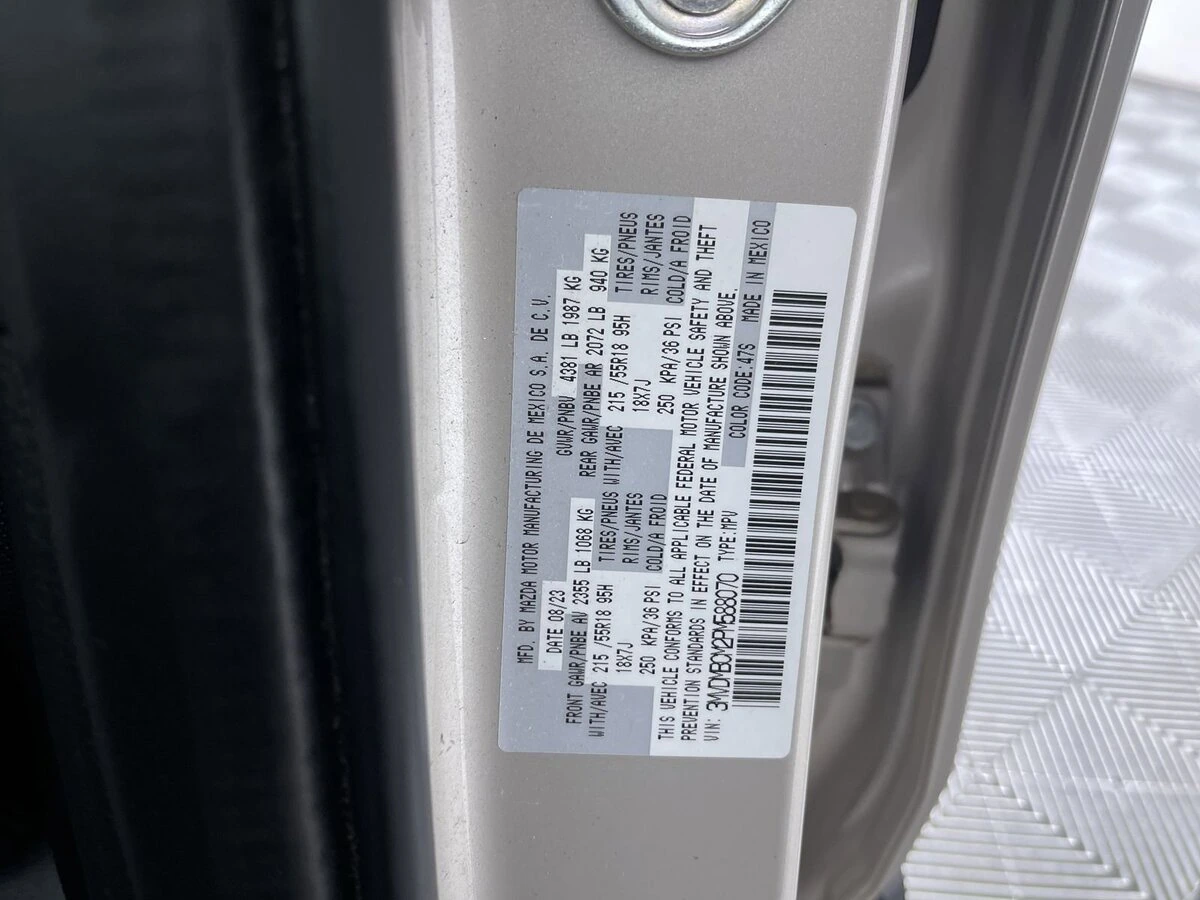 MFD. BY MAZDA MOTOR MANUFACTURING DE MEXICO S.A. DE C.V.
DATE 08/23 GVWR/PNBV 4381 LB 1987 KG
FRONT GAWR/PNBE AV 2355 LB 1068 KG REAR GAWR/PNBE AR 2072 LB 940 KG
WITH/AVEC 215 /55R18 95H TIRES/PNEUS WITH/AVEC 215 /55R18 95H TIRES/PNEUS
18X7J RIMS/JANTES 18X7J RIMS/JANTES
250 KPA/36 PSI COLD/A FROID 250 KPA/36 PSI COLD/A FROID
THIS VEHICLE CONFORMS TO ALL APPLICABLE FEDERAL MOTOR VEHICLE SAFETY AND THEFT
PREVENTION STANDARDS IN EFFECT ON THE DATE OF MANUFACTURE SHOWN ABOVE.
VIN: 3MVDMBCM2PM588070 TYPE:MPV COLOR CODE:47S MADE IN MEXICO